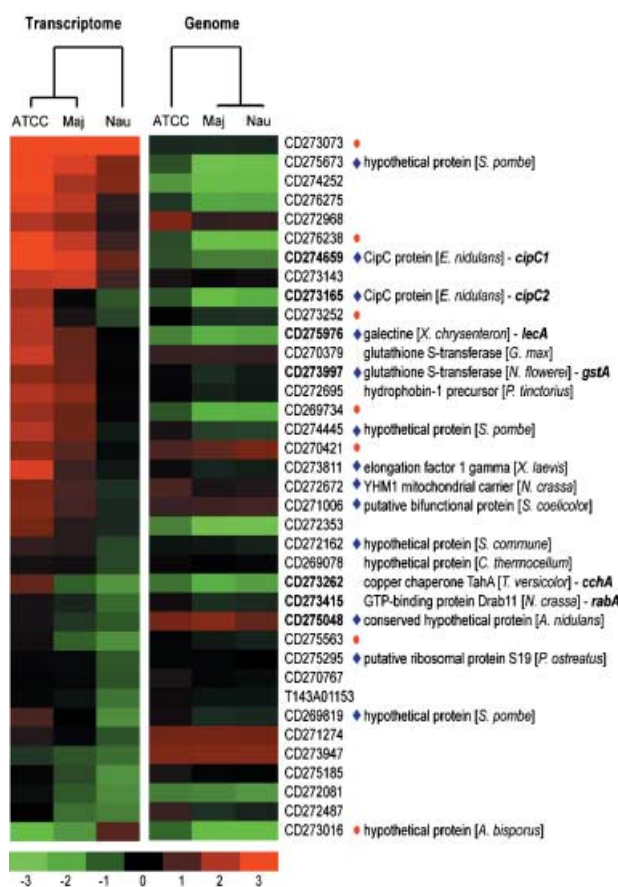 Transcriptome Genome
ATCC Maj Nau ATCC Maj Nau
CD273073
CD275673 hypothetical protein [S. pombe]
CD274252
CD276275
CD272968
CD276238
CD274659 CipC protein [E. nidulans] - cipC1
CD273143
CD273165 CipC protein [E. nidulans] - cipC2
CD273252
CD275976 galectine [X. chrysenteron] - lecA
CD270379 glutathione S-transferase [G. max]
CD273997 glutathione S-transferase [N. flowerei] - gstA
CD272695 hydrophobin-1 precursor [P. tinctorius]
CD269734
CD274445 hypothetical protein [S. pombe]
CD270421
CD273811 elongation factor 1 gamma [X. laevis]
CD272672 YHM1 mitochondrial carrier [N. crassa]
CD271006 putative bifunctional protein [S. coelicolor]
CD272353
CD272162 hypothetical protein [S. commune]
CD269078 hypothetical protein [C. thermocellum]
CD273262 copper chaperone TahA [T. versicolor] - cchA
CD273415 GTP-binding protein Drab11 [N. crassa] - rabA
CD275048 conserved hypothetical protein [A. nidulans]
CD275563
CD275295 putative ribosomal protein S19 [P. ostreatus]
CD270767
T143A01153
CD269819 hypothetical protein [S. pombe]
CD271274
CD273947
CD275185
CD272081
CD272487
CD273016 hypothetical protein [A. bisporus]
-3 -2 -1 0 1 2 3